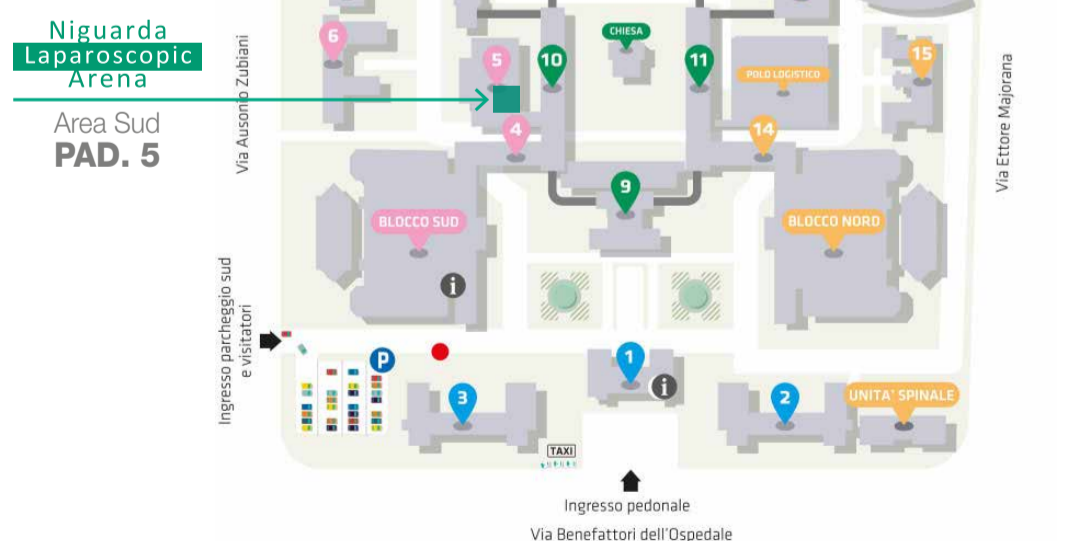 Niguarda
Laparoscopic
Arena
Area Sud
PAD. 5
Via Ausonio Zubiani
6
5
10
CHIESA
11
POLO LOGISTICO
15
Via Ettore Majorana
4
14
9
BLOCCO SUD
BLOCCO NORD
i
Ingresso parcheggio sud
e visitatori
P
1
i
3
2
UNITA' SPINALE
TAXI
Ingresso pedonale
Via Benefattori dell'Ospedale